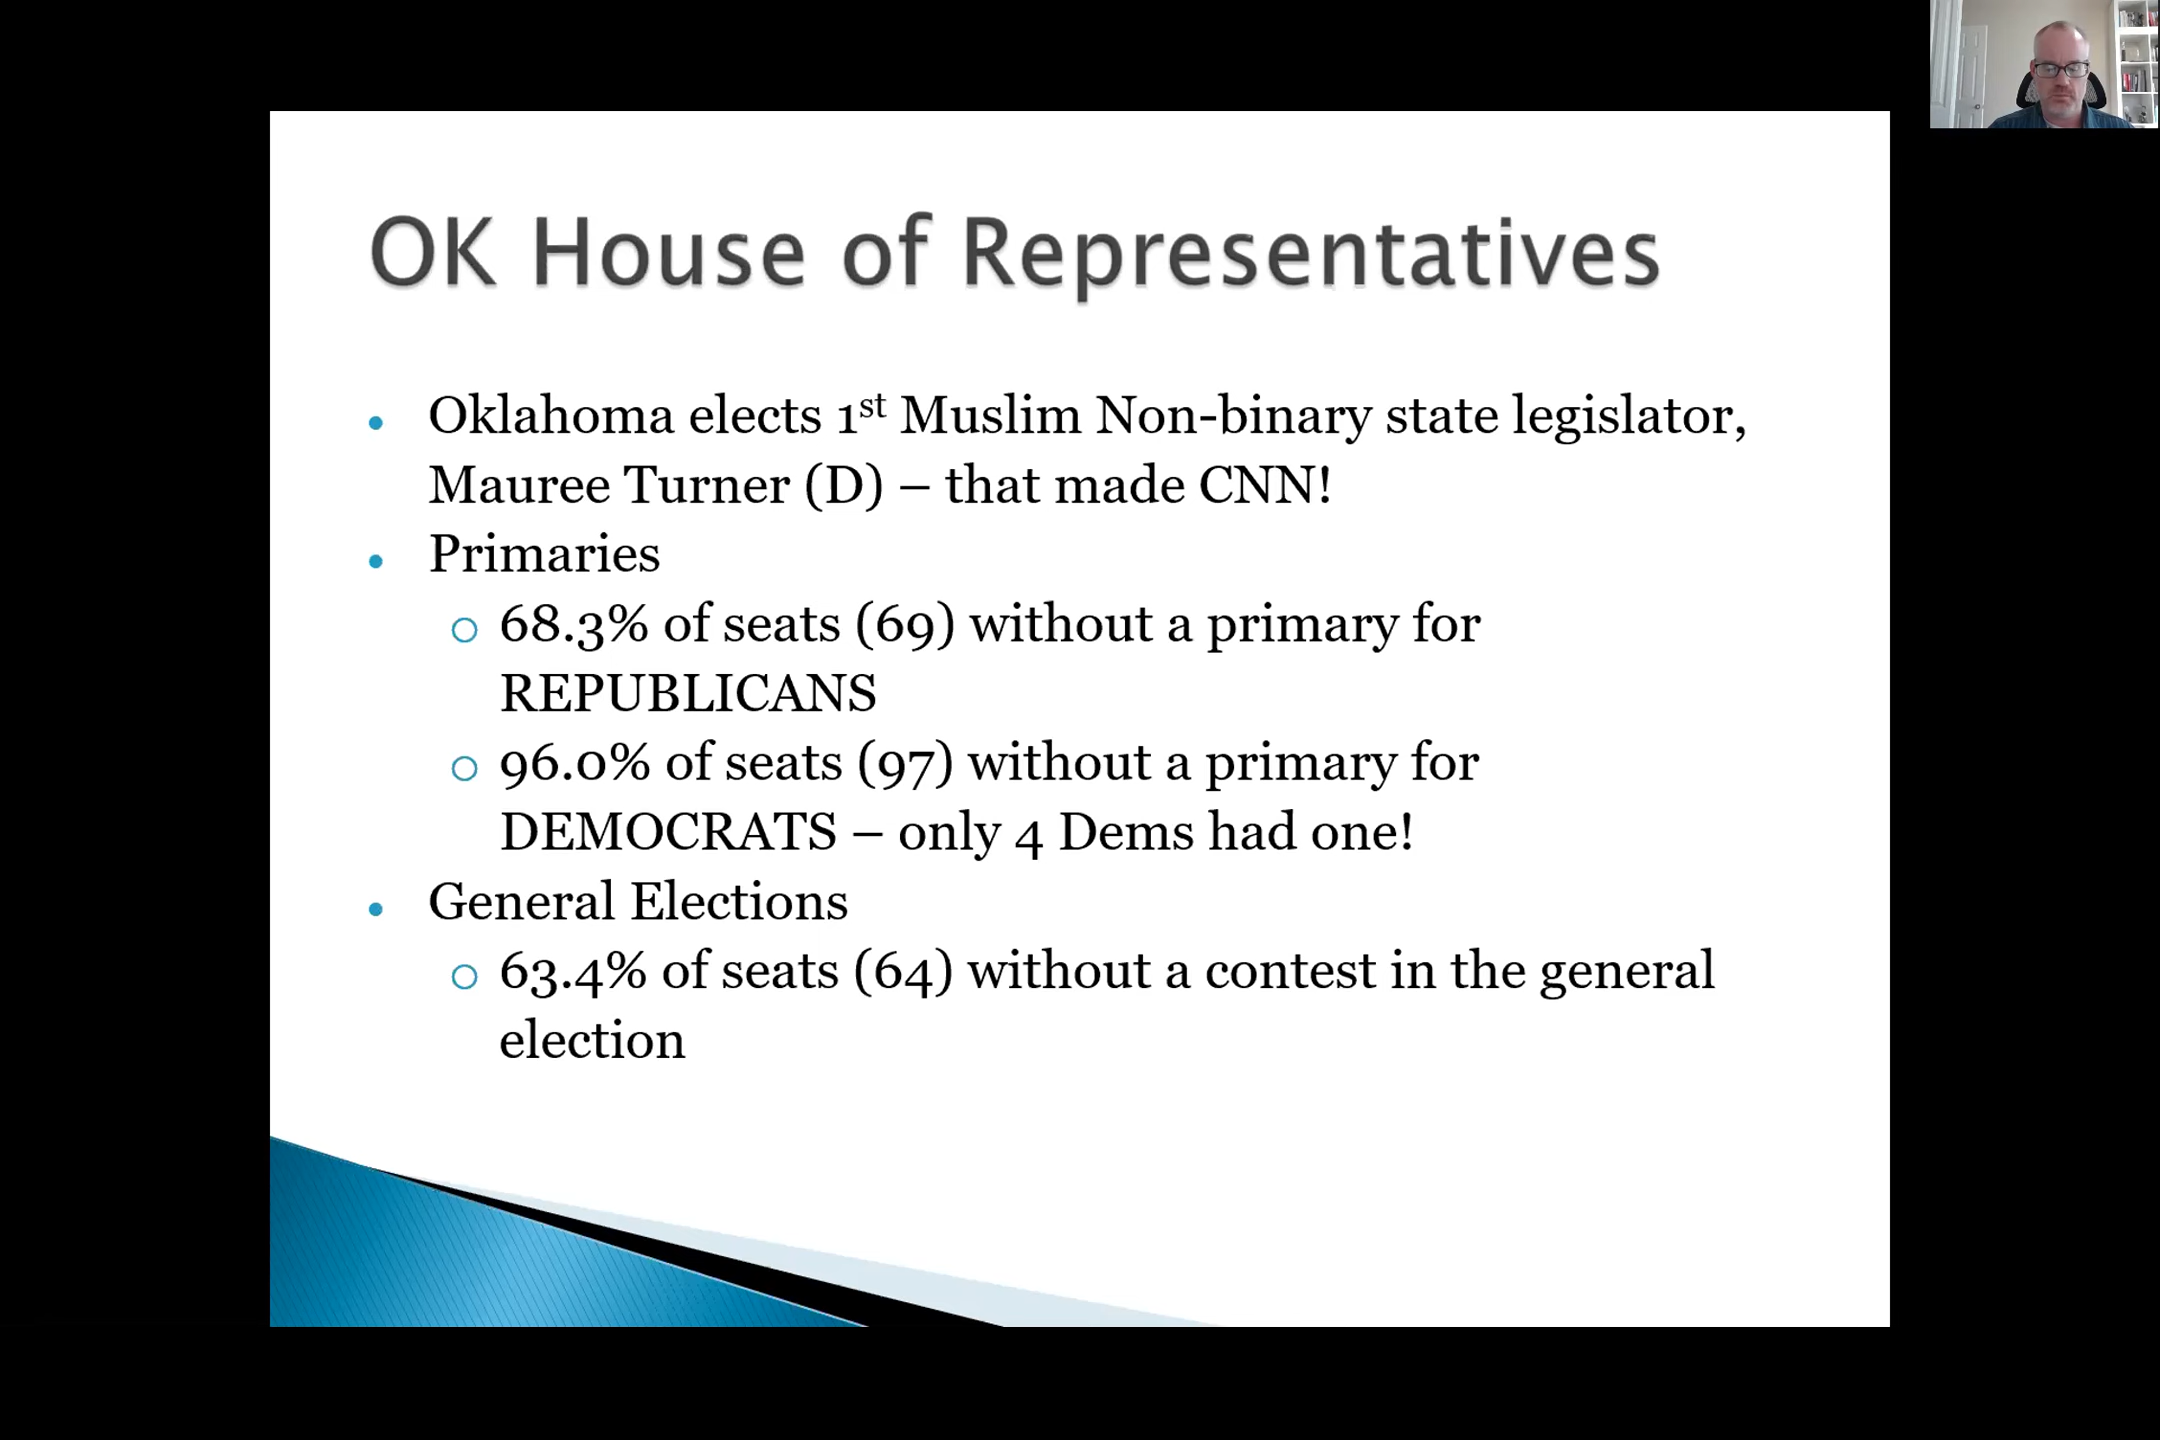 OK House of Representatives
Oklahoma elects 1st Muslim Non-binary state legislator,
Mauree Turner (D) – that made CNN!
Primaries
68.3% of seats (69) without a primary for
REPUBLICANS
96.0% of seats (97) without a primary for
DEMOCRATS – only 4 Dems had one!
General Elections
63.4% of seats (64) without a contest in the general
election